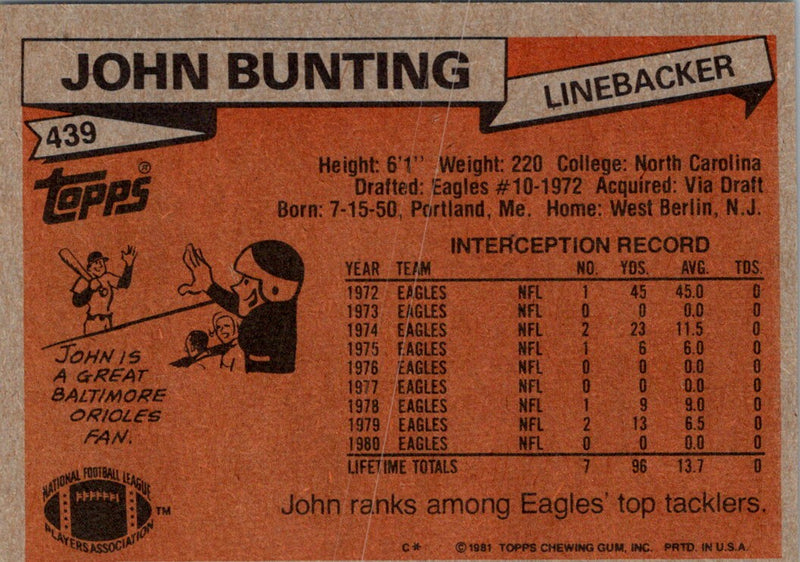 JOHN BUNTING
LINEBACKER
439
Topps®
Height: 6'1" Weight: 220 College: North Carolina
Drafted: Eagles #10-1972 Acquired: Via Draft
Born: 7-15-50, Portland, Me. Home: West Berlin, N.J.
INTERCEPTION RECORD
YEAR TEAM NO. YDS. AVG. TDS.
1972 EAGLES NFL 1 45 45.0 0
1973 EAGLES NFL 0 0 0.0 0
1974 EAGLES NFL 2 23 11.5 0
1975 EAGLES NFL 1 6 6.0 0
1976 EAGLES NFL 0 0 0.0 0
1977 EAGLES NFL 0 0 0.0 0
1978 EAGLES NFL 1 9 9.0 0
1979 EAGLES NFL 2 13 6.5 0
1980 EAGLES NFL 0 0 0.0 0
LIFETIME TOTALS 7 96 13.7 0
JOHN IS
A GREAT
BALTIMORE
ORIOLES
FAN.
NATIONAL FOOTBALL LEAGUE
PLAYERS ASSOCIATION ™
John ranks among Eagles' top tacklers.
C* ©1981 TOPPS CHEWING GUM, INC. PRTD. IN U.S.A.